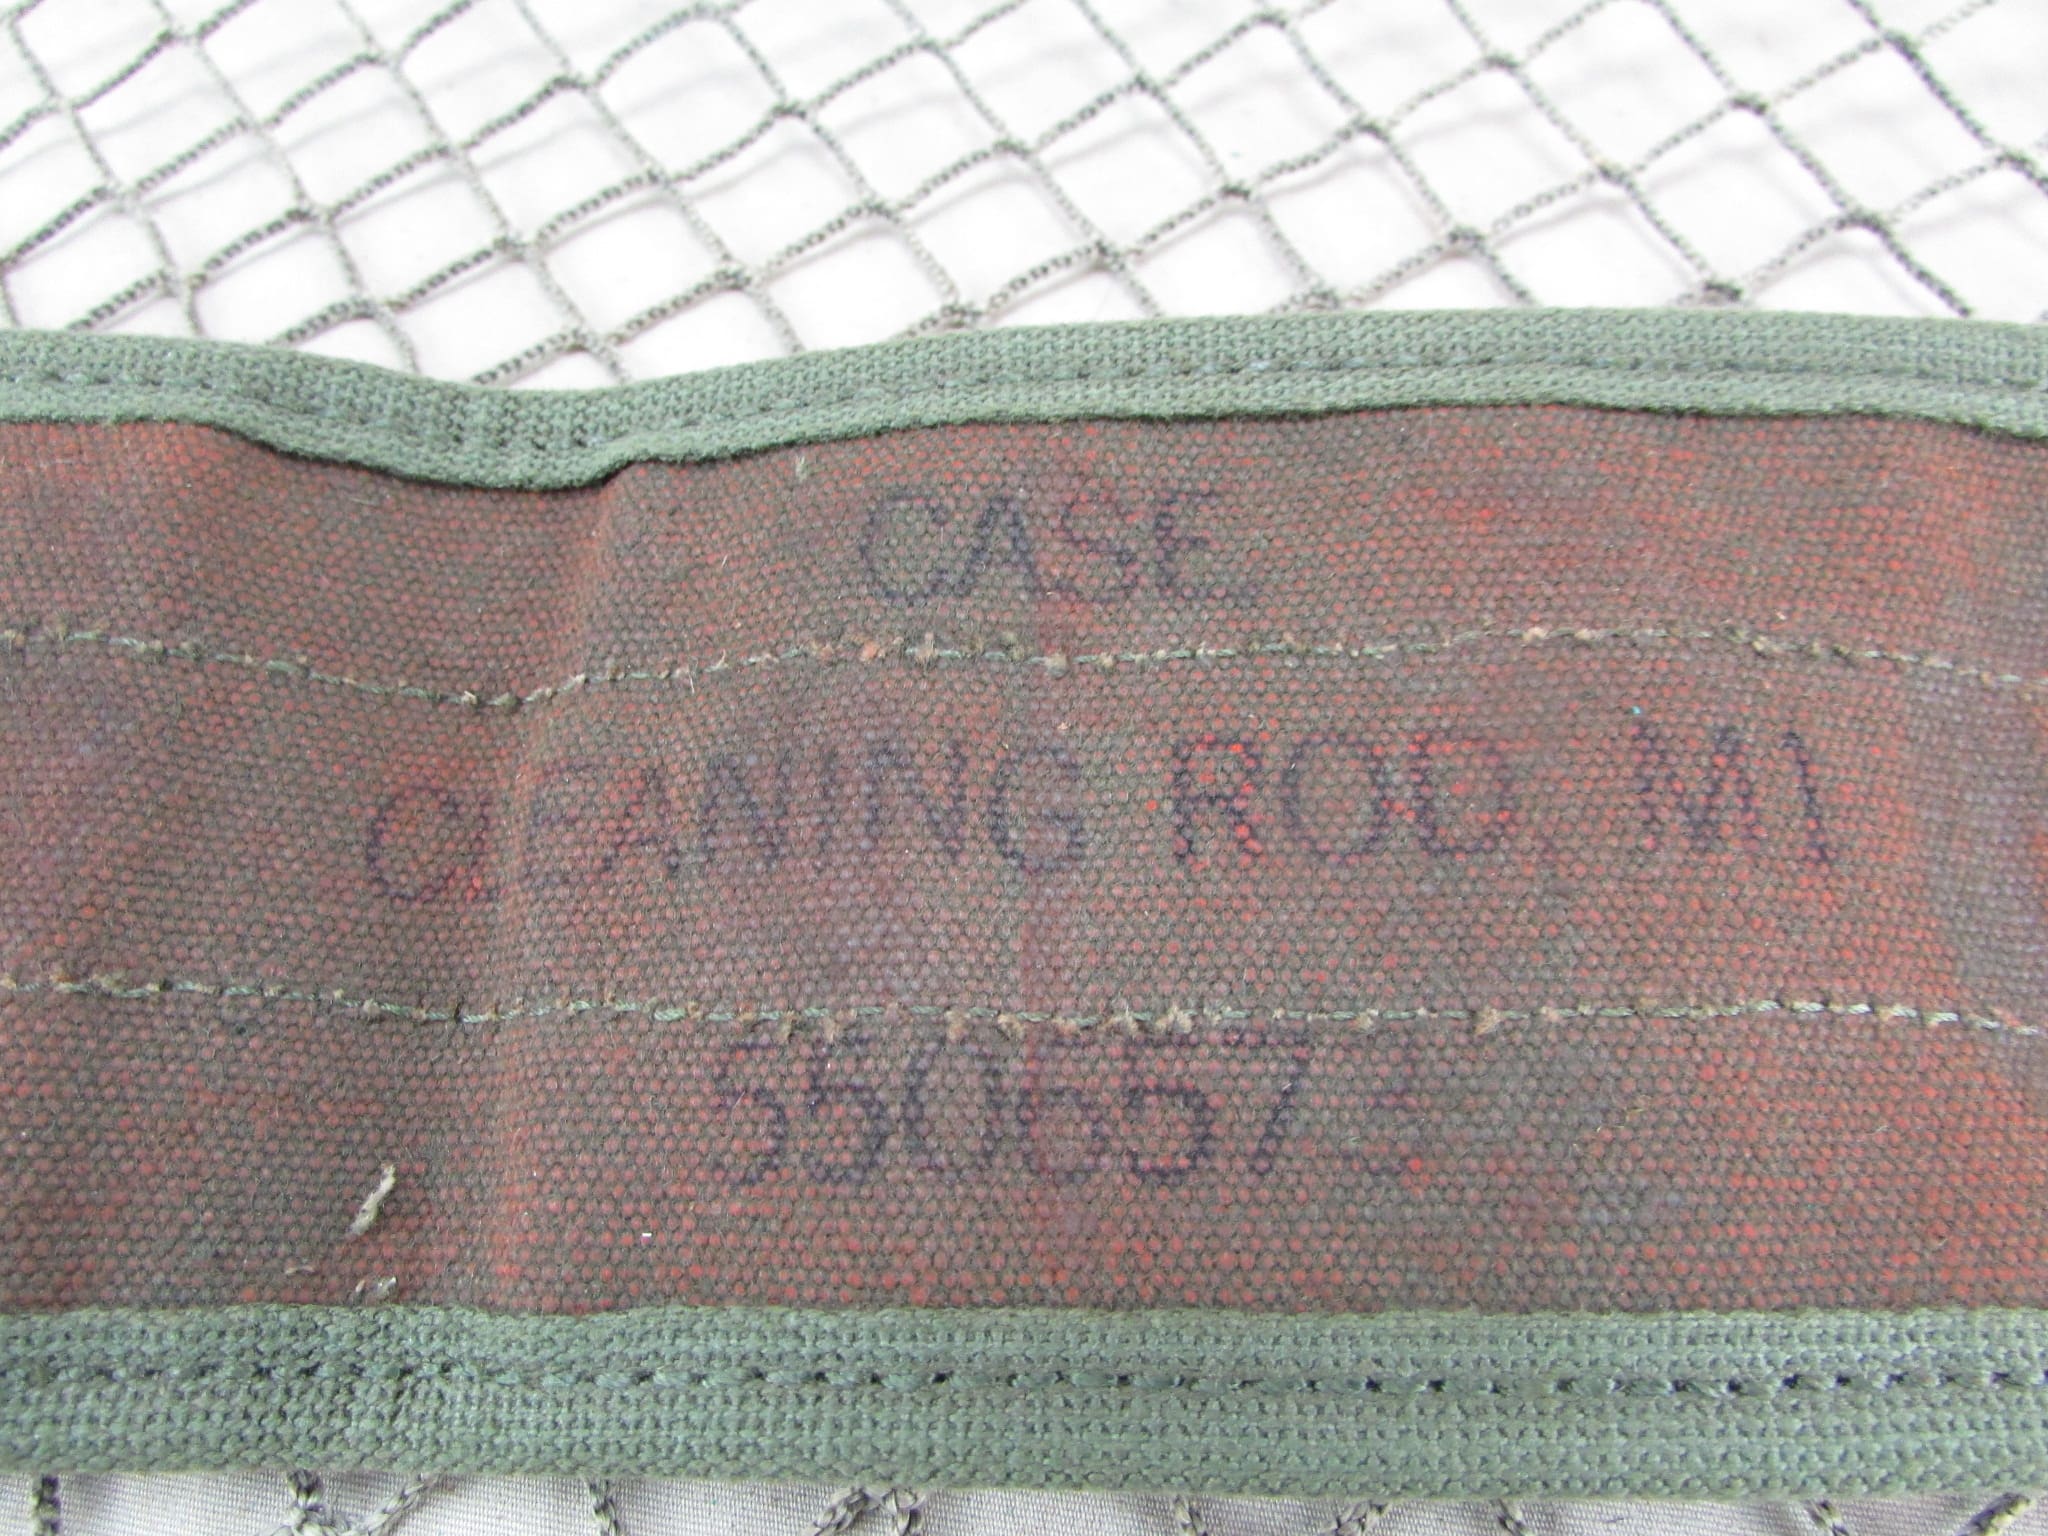 CASE
CLEANING ROD, M1
550657